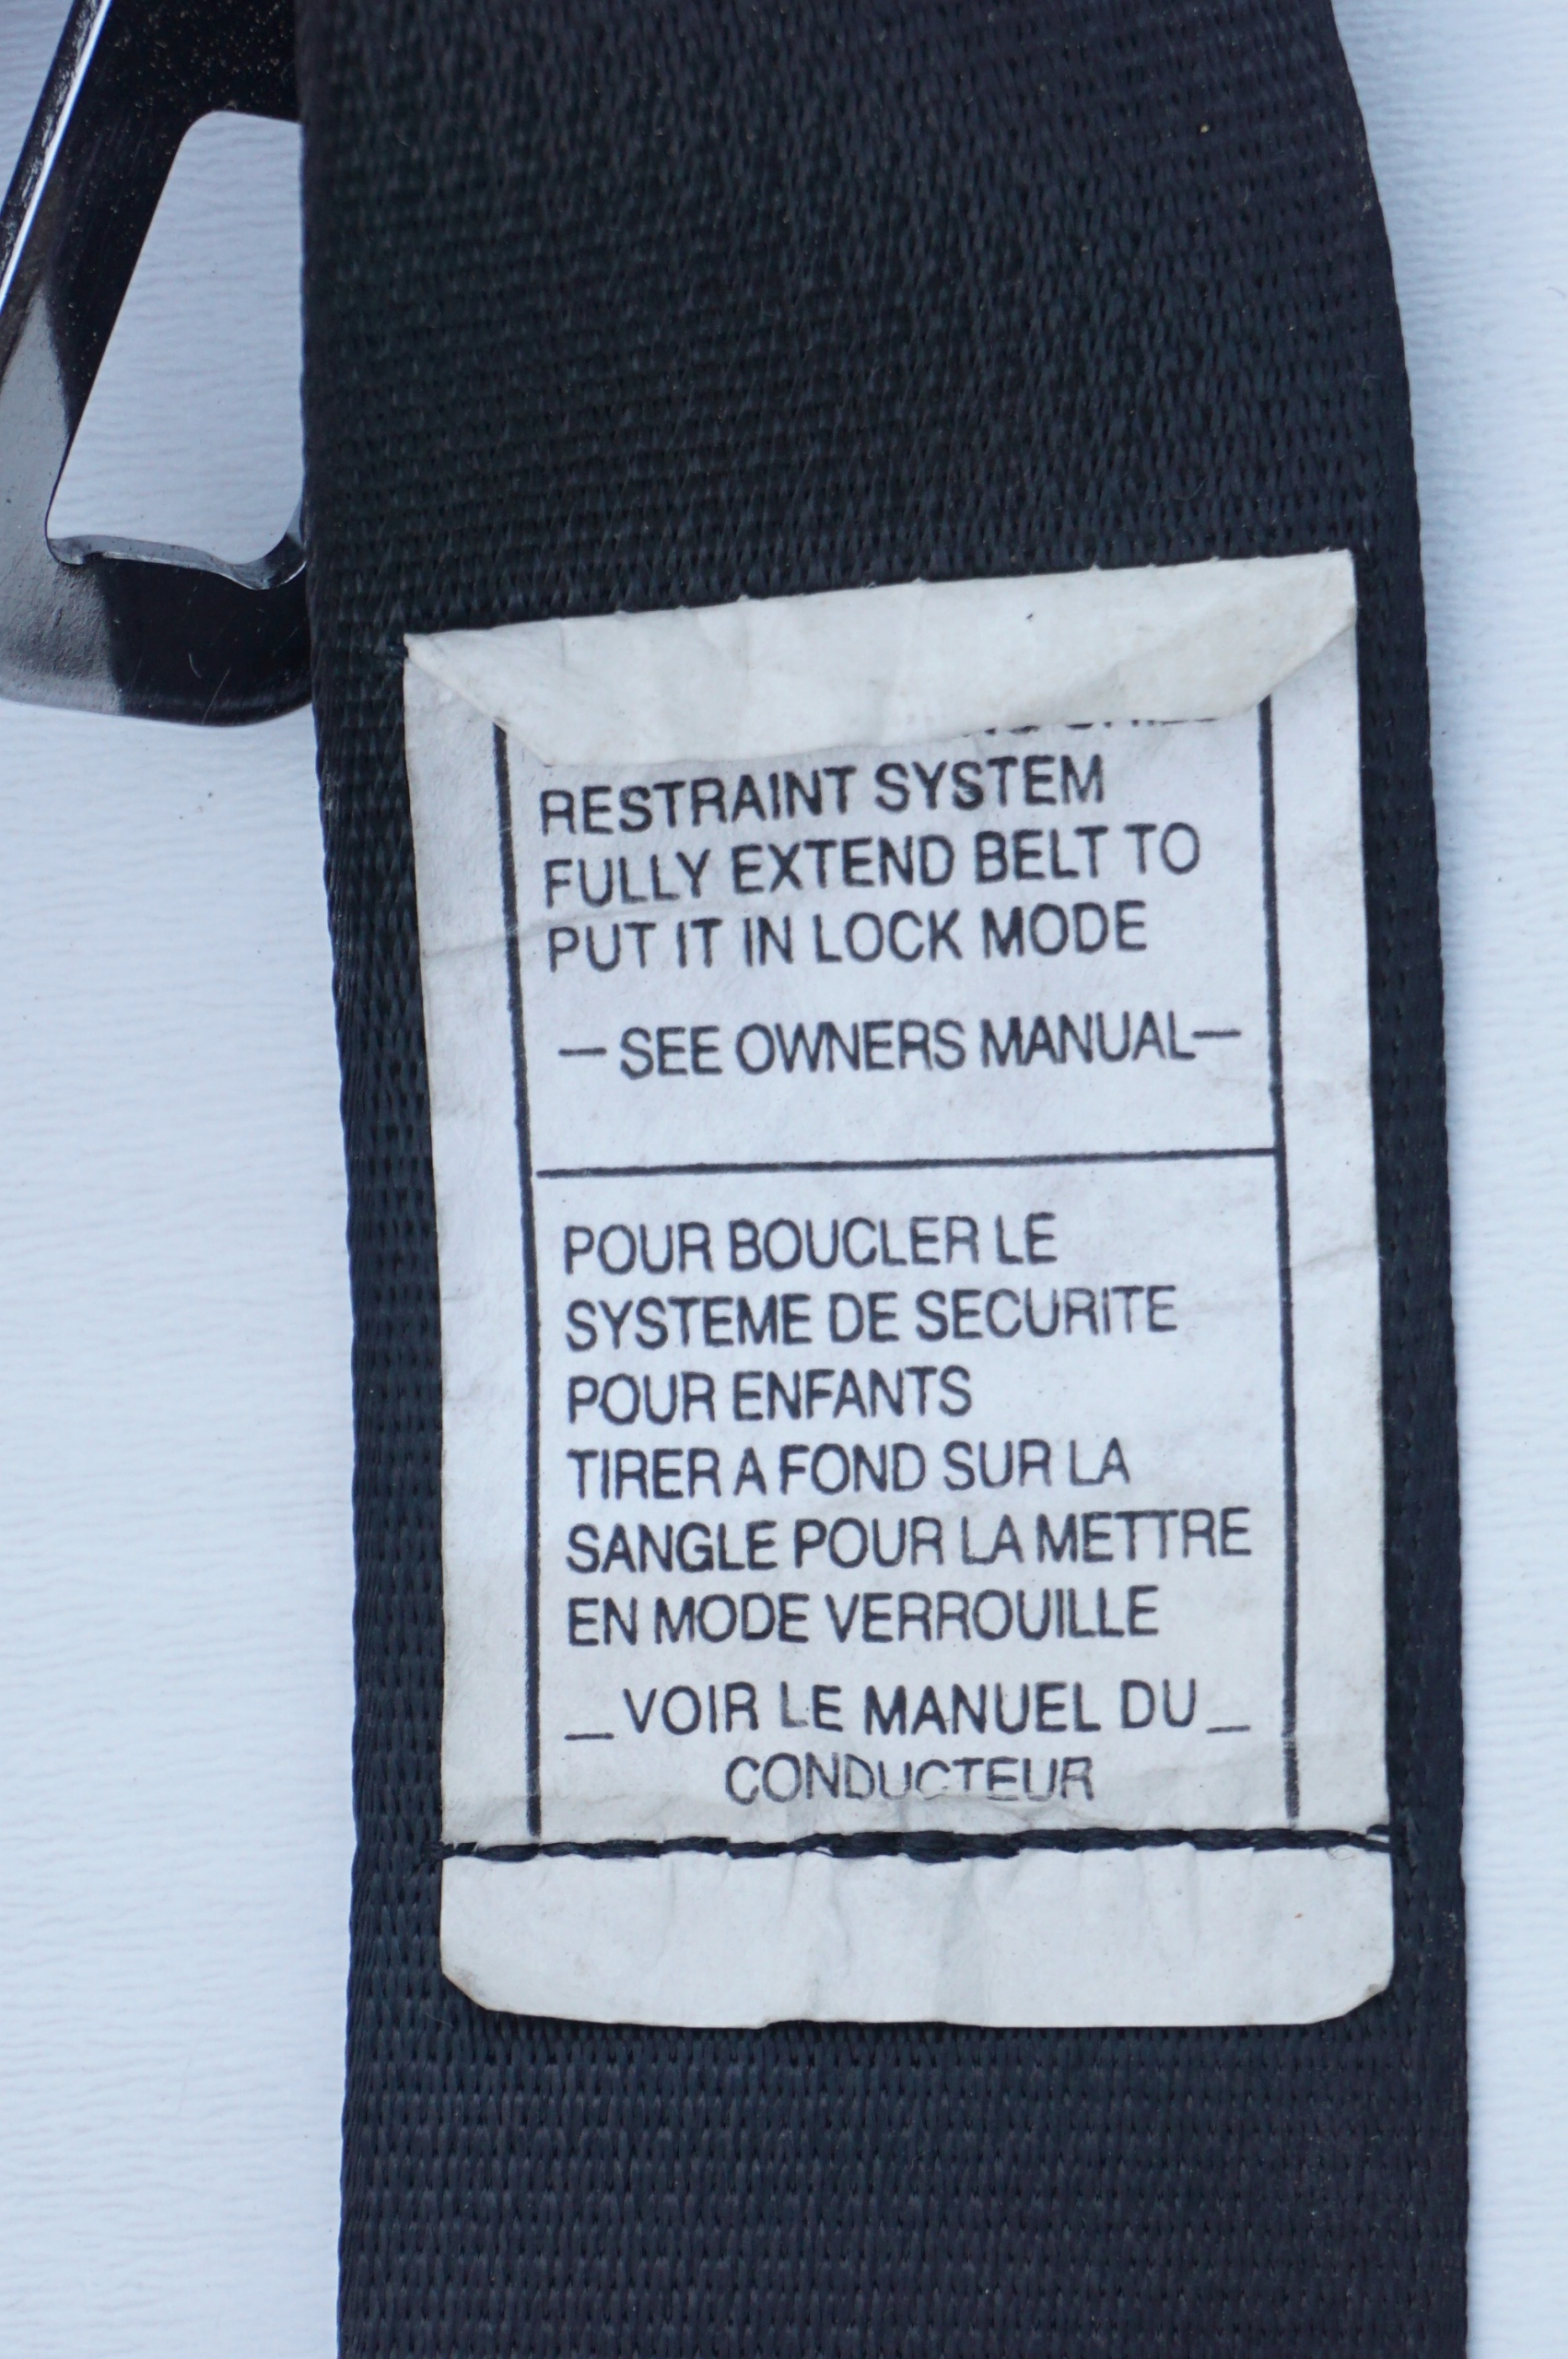 RESTRAINT SYSTEM
FULLY EXTEND BELT TO
PUT IT IN LOCK MODE
— SEE OWNERS MANUAL —
POUR BOUCLER LE
SYSTEME DE SECURITE
POUR ENFANTS
TIRER A FOND SUR LA
SANGLE POUR LA METTRE
EN MODE VERROUILLE
_ VOIR LE MANUEL DU _
CONDUCTEUR